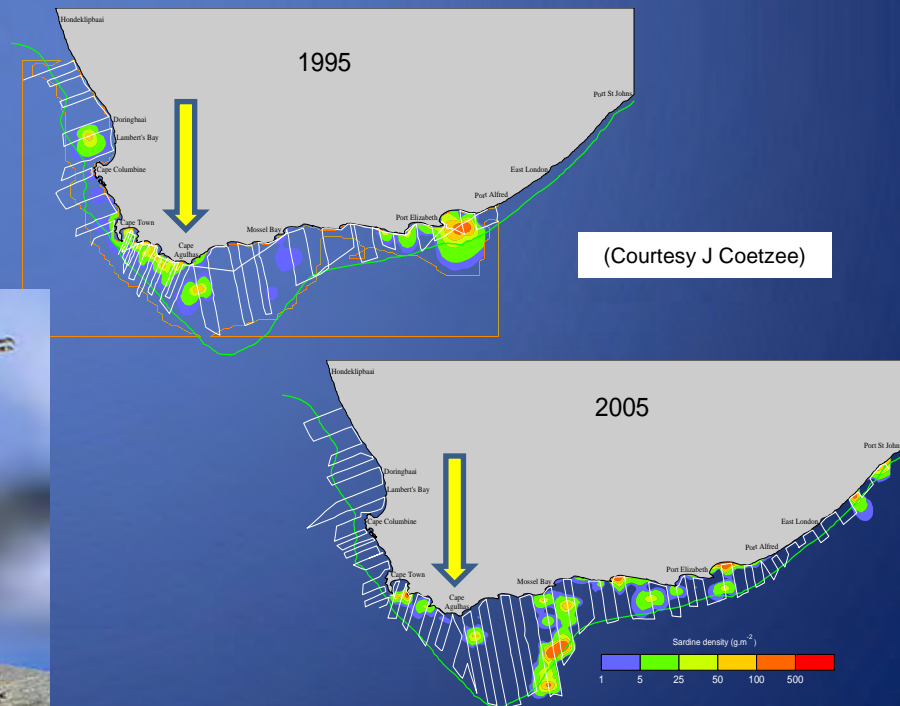 Hondeklipbaai
1995
Port St Johns
Doringbaai
Lambert's Bay
Cape Columbine
East London
Port Alfred
Port Elizabeth
Cape Town
Mossel Bay
Cape
Agulhas
(Courtesy J Coetzee)
Hondeklipbaai
2005
Port St John
Doringbaai
Lambert's Bay
Cape Columbine
East London
Port Alfred
Port Elizabeth
Cape Town
Mossel Bay
Cape
Agulhas
Sardine density (g.m-2)
1 5 25 50 100 500